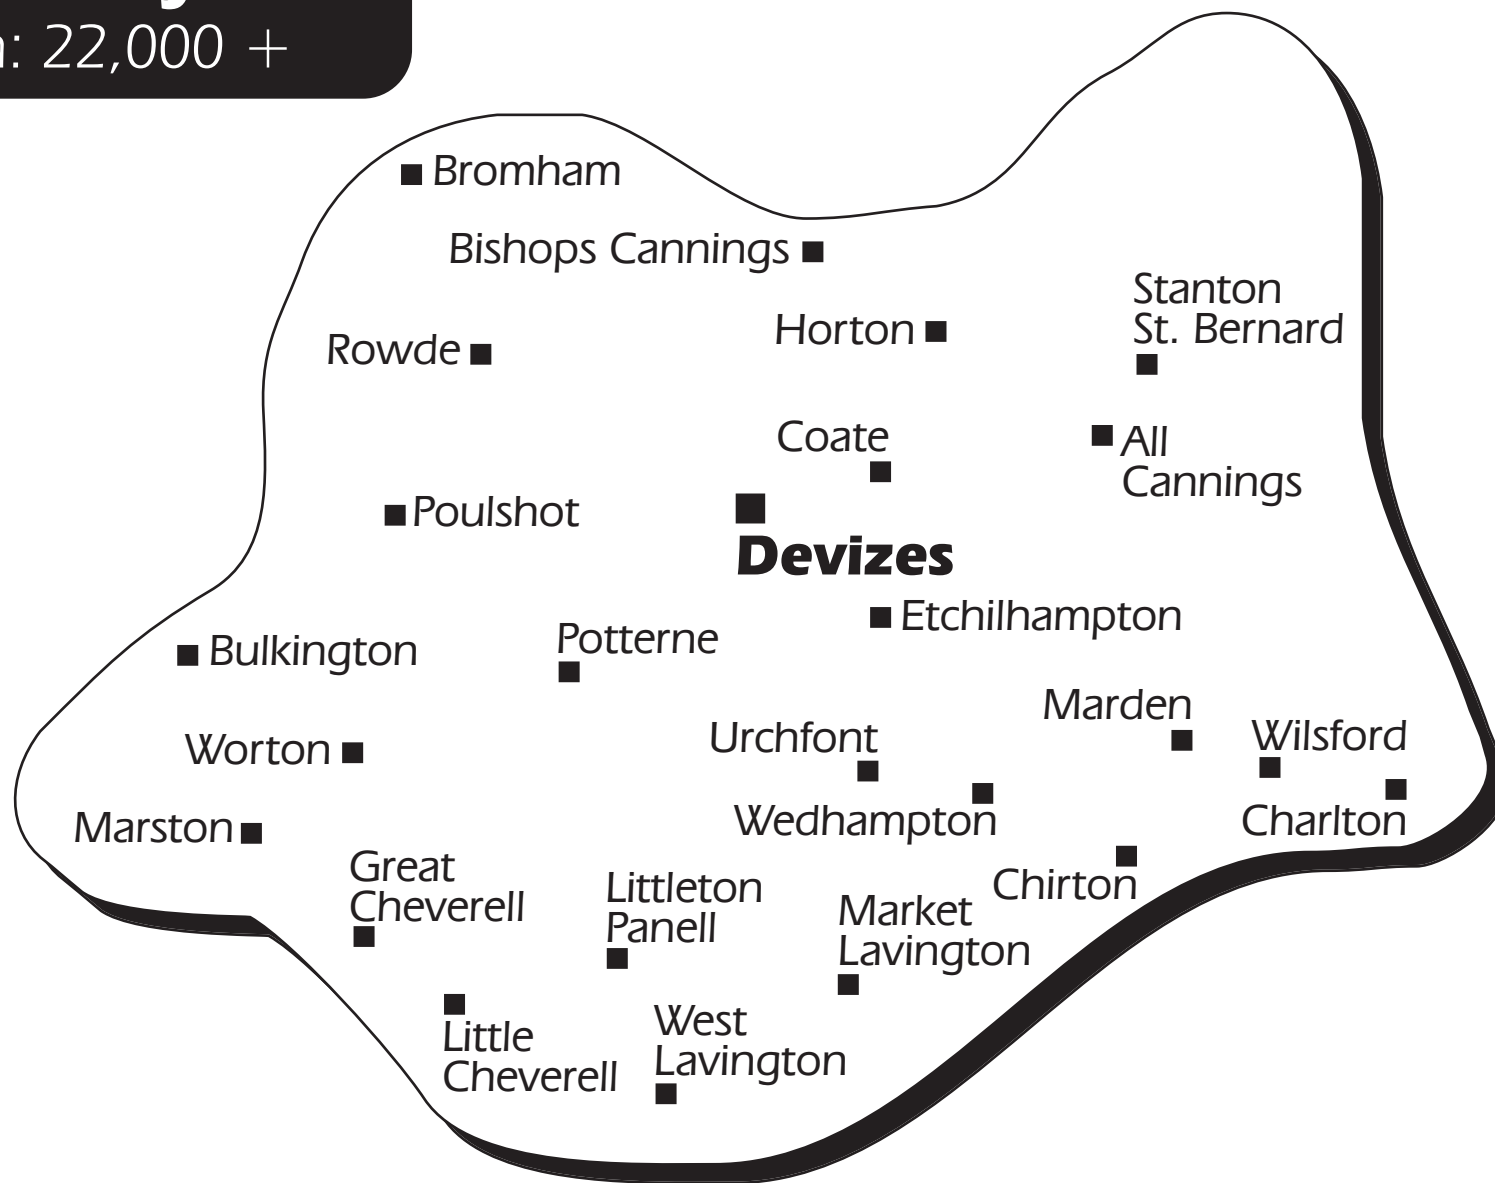 22,000 +
Bromham
Bishops Cannings
Stanton
St. Bernard
Horton
Rowde
Coate
All
Cannings
Poulshot
Devizes
Etchilhampton
Potterne
Bulkington
Marden
Urchfont
Wilsford
Worton
Wedhampton
Charlton
Marston
Great
Cheverell
Littleton
Panell
Chirton
Market
Lavington
Little
Cheverell
West
Lavington